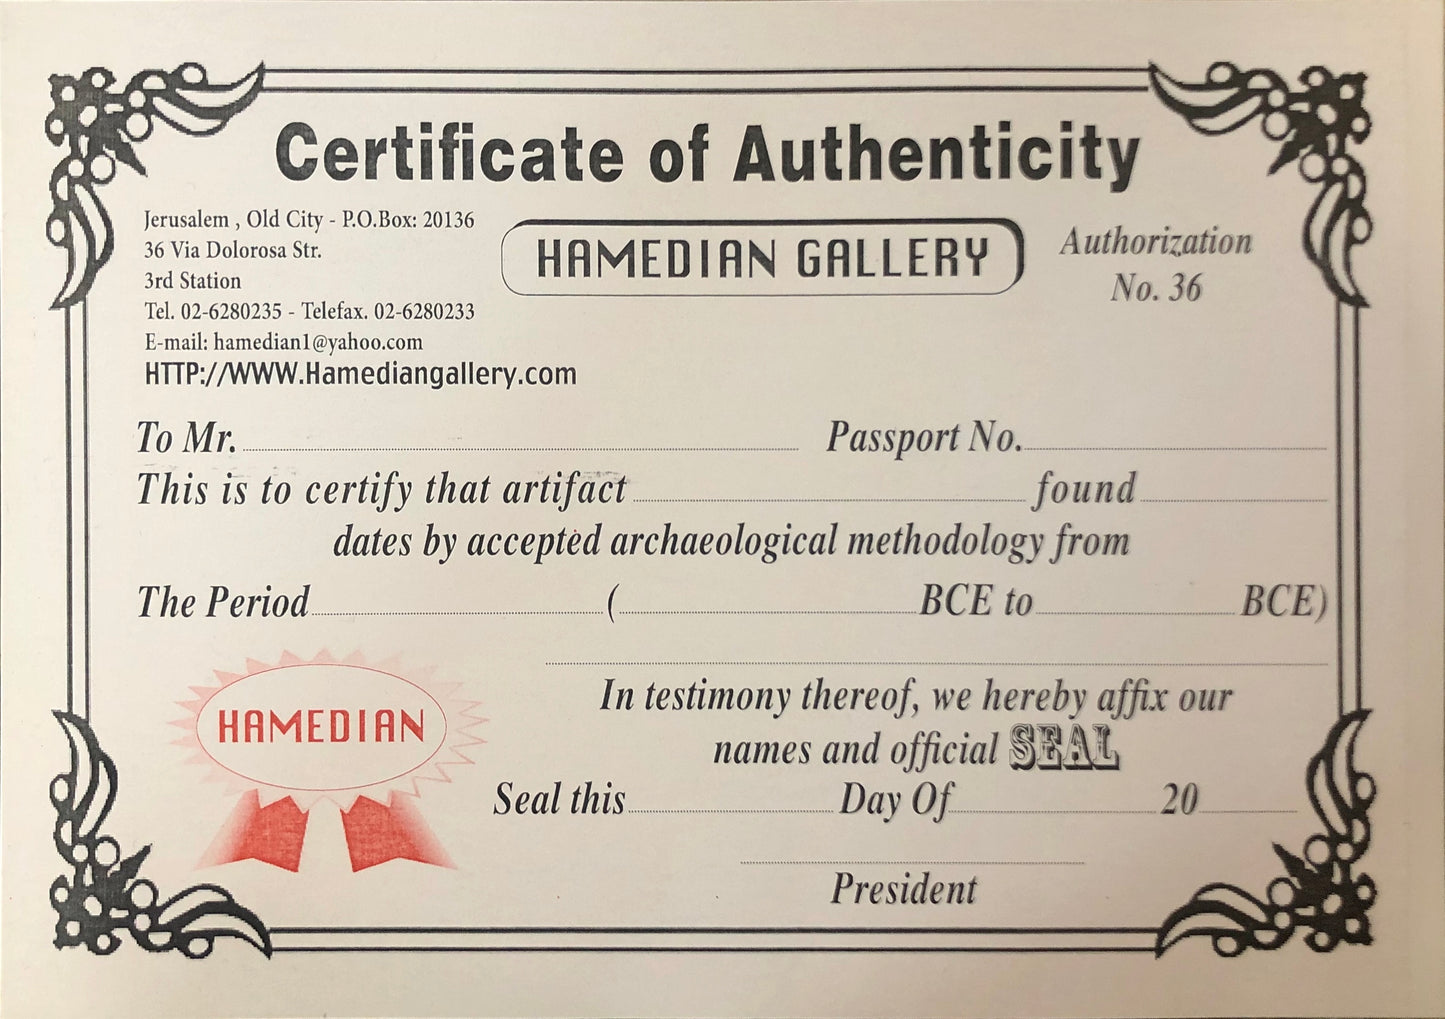 Certificate of Authenticity
Jerusalem , Old City - P.O.Box: 20136
36 Via Dolorosa Str.
3rd Station
Tel. 02-6280235 - Telefax. 02-6280233
E-mail: hamedian1@yahoo.com
HTTP://WWW.Hamediangallery.com
HAMEDIAN GALLERY
Authorization
No. 36
To Mr. Passport No.
This is to certify that artifact found
dates by accepted archaeological methodology from
The Period ( BCE to BCE)
HAMEDIAN
In testimony thereof, we hereby affix our
names and official SEAL
Seal this Day Of 20
President